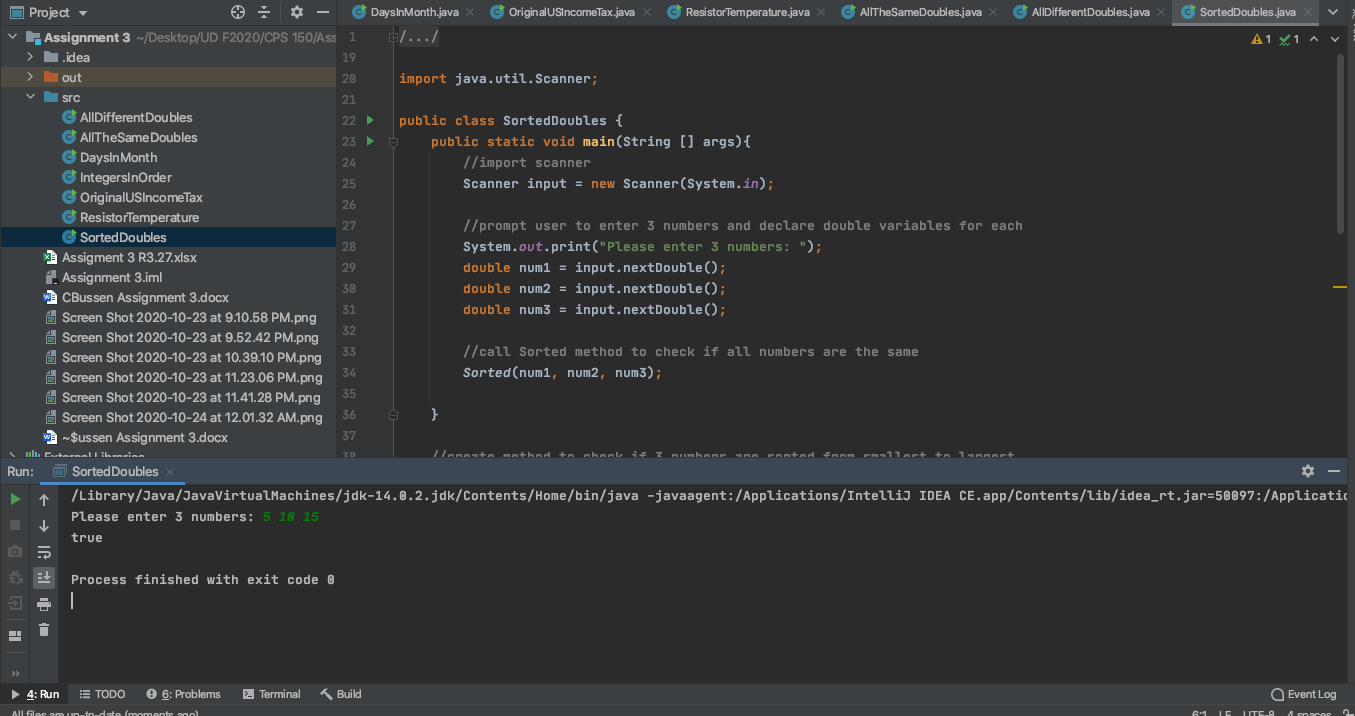 Project
DaysInMonth.java
OriginalUSIncomeTax.java
ResistorTemperature.java
AllTheSameDoubles.java
AllDifferentDoubles.java
SortedDoubles.java
Assignment 3 ~/Desktop/UD F2020/CPS 150/Ass
.idea
out
src
AllDifferentDoubles
AllTheSameDoubles
DaysInMonth
IntegersInOrder
OriginalUSIncomeTax
ResistorTemperature
SortedDoubles
Assigment 3 R3.27.xlsx
Assignment 3.iml
CBussen Assignment 3.docx
Screen Shot 2020-10-23 at 9.10.58 PM.png
Screen Shot 2020-10-23 at 9.52.42 PM.png
Screen Shot 2020-10-23 at 10.39.10 PM.png
Screen Shot 2020-10-23 at 11.23.06 PM.png
Screen Shot 2020-10-23 at 11.41.28 PM.png
Screen Shot 2020-10-24 at 12.01.32 AM.png
~$ussen Assignment 3.docx
External Libraries
1 /.../
1 1
19
20 import java.util.Scanner;
21
22 public class SortedDoubles {
23 public static void main(String [] args){
24 //import scanner
25 Scanner input = new Scanner(System.in);
26
27 //prompt user to enter 3 numbers and declare double variables for each
28 System.out.print("Please enter 3 numbers: ");
29 double num1 = input.nextDouble();
30 double num2 = input.nextDouble();
31 double num3 = input.nextDouble();
32
33 //call Sorted method to check if all numbers are the same
34 Sorted(num1, num2, num3);
35
36 }
37
38 //create method to check if 3 numbers are sorted from smallest to largest
Run: SortedDoubles
/Library/Java/JavaVirtualMachines/jdk-14.0.2.jdk/Contents/Home/bin/java -javaagent:/Applications/IntelliJ IDEA CE.app/Contents/lib/idea_rt.jar=50097:/Applicatio
Please enter 3 numbers: 5 10 15
true
Process finished with exit code 0
4: Run TODO 6: Problems Terminal Build Event Log
All files are up-to-date (moments ago) 6:1 LF UTF-8 4 spaces